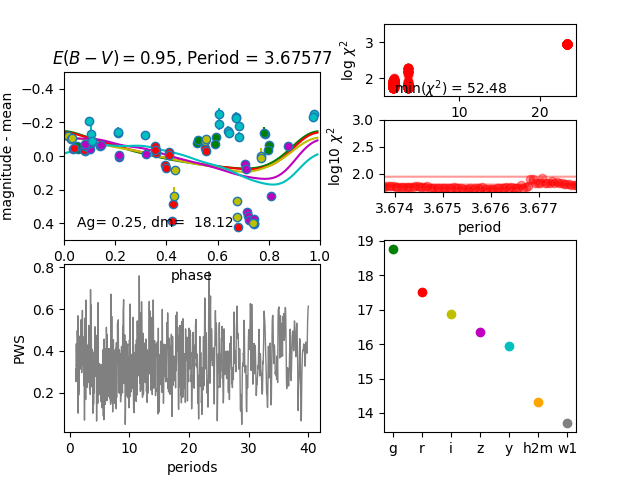 E(B − V) = 0.95, Period = 3.67577
magnitude - mean
−0.4
−0.2
0.0
0.2
0.4
Ag= 0.25, dm= 18.12
0.0 0.2 0.4 0.6 0.8 1.0
phase
log χ²
3
2
min(χ²) = 52.48
10 20
log10 χ²
3.0
2.5
2.0
3.674 3.675 3.676 3.677
period
PWS
0.8
0.6
0.4
0.2
0 10 20 30 40
periods
19
18
17
16
15
14
g r i z y h2m w1